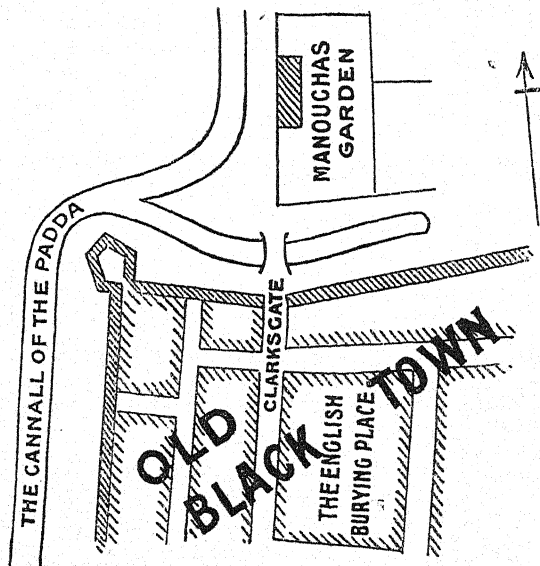 MANOUCHAS
GARDEN
THE CANNALL OF THE PADDA
CLARKSGATE
OLD
BLACK
TOWN
THE ENGLISH
BURYING PLACE